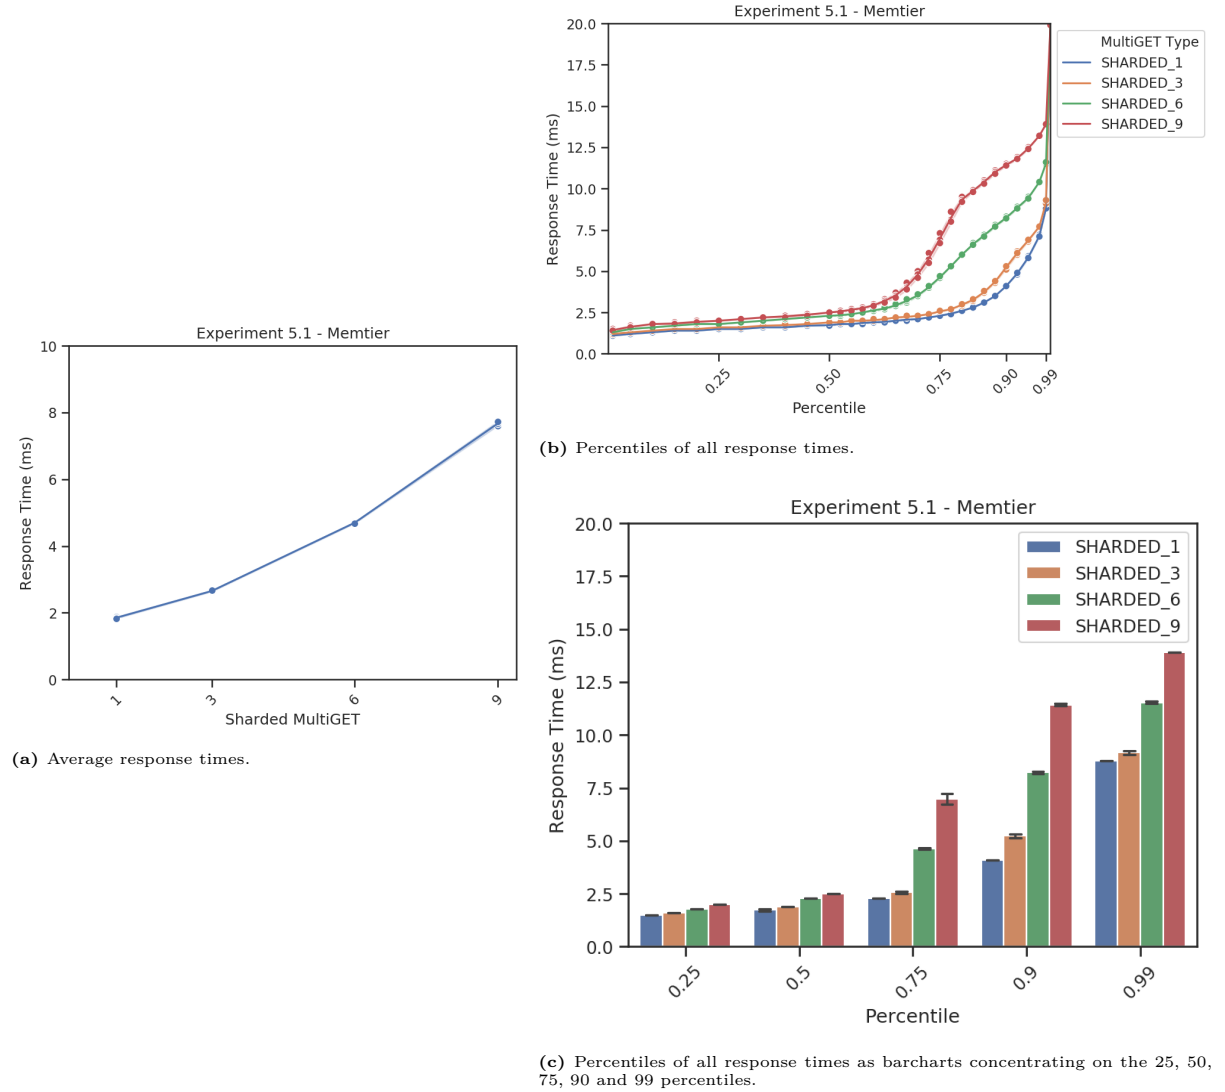 Experiment 5.1 - Memtier
20.0
17.5
15.0
12.5
10.0
7.5
5.0
2.5
0.0
Response Time (ms)
0.25
0.50
0.75
0.90
0.99
Percentile
MultiGET Type
SHARDED_1
SHARDED_3
SHARDED_6
SHARDED_9
(b) Percentiles of all response times.
Experiment 5.1 - Memtier
10
8
6
4
2
0
Response Time (ms)
1
3
6
9
Sharded MultiGET
(a) Average response times.
Experiment 5.1 - Memtier
20.0
17.5
15.0
12.5
10.0
7.5
5.0
2.5
0.0
Response Time (ms)
SHARDED_1
SHARDED_3
SHARDED_6
SHARDED_9
0.25
0.5
0.75
0.9
0.99
Percentile
(c) Percentiles of all response times as barcharts concentrating on the 25, 50,
75, 90 and 99 percentiles.